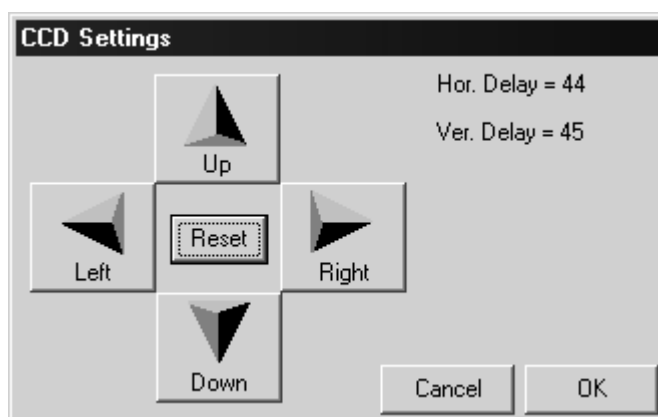 CCD Settings
Hor. Delay = 44
Ver. Delay = 45
Up
Left
Reset
Right
Down
Cancel
OK